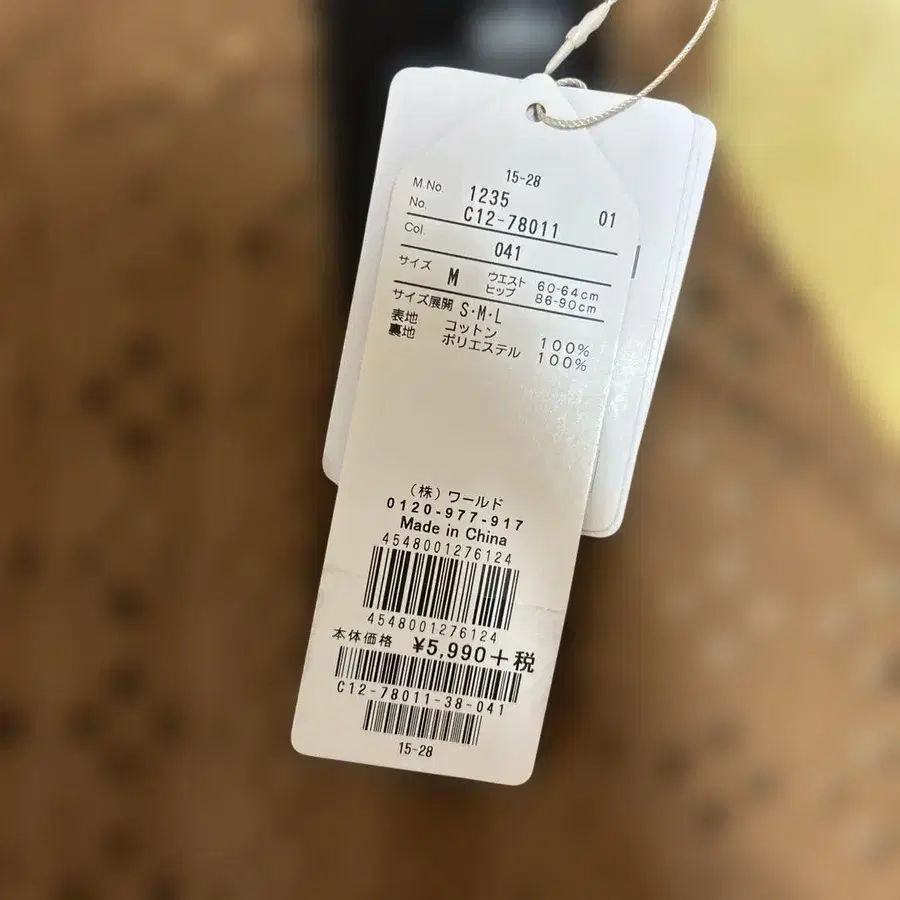 15-28
M.No. 1235 01
No. C12-78011
Col. 041
サイズ M ウエスト 60-64cm
ヒップ 86-90cm
サイズ展開 S・M・L
表地 コットン 100%
裏地 ポリエステル 100%
(株)ワールド
0120-977-917
Made in China
4548001276124
4548001276124
本体価格 ¥5,990+税
C12-78011-38-041
15-28